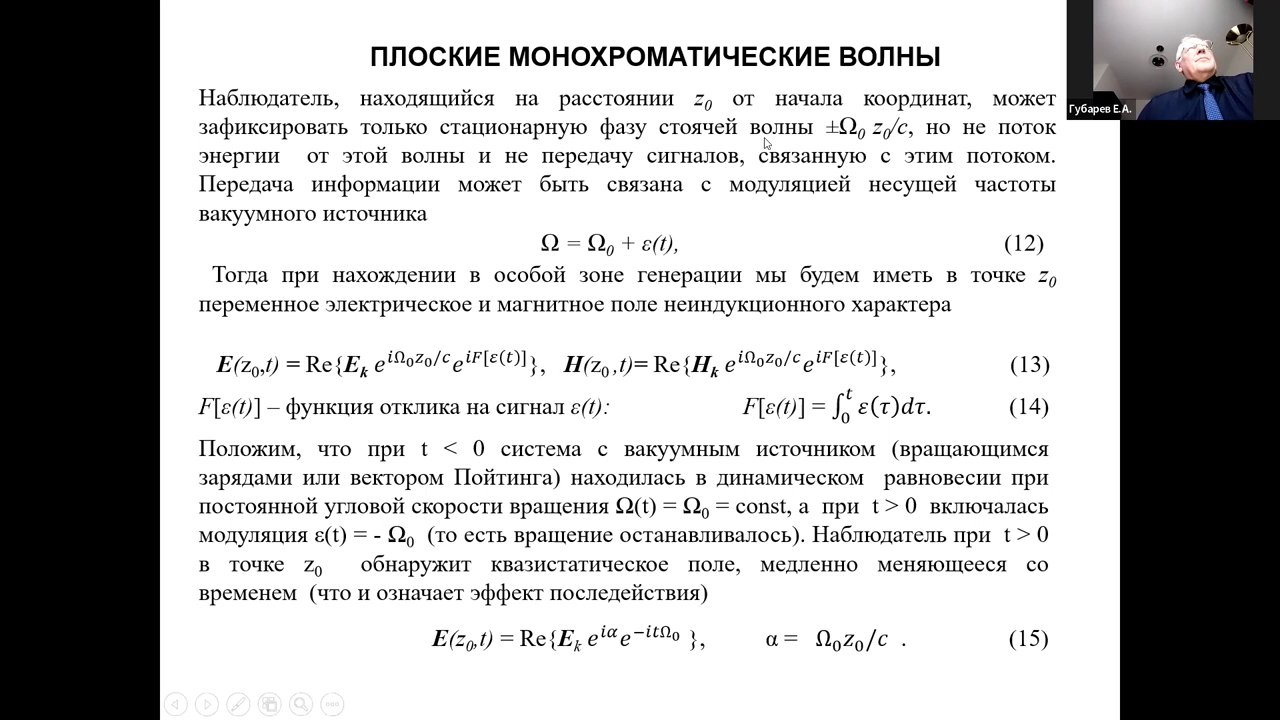 ПЛОСКИЕ МОНОХРОМАТИЧЕСКИЕ ВОЛНЫ
Губарев Е.А.
Наблюдатель, находящийся на расстоянии z₀ от начала координат, может
зафиксировать только стационарную фазу стоячей волны ±Ω₀ z₀/c, но не поток
энергии от этой волны и не передачу сигналов, связанную с этим потоком.
Передача информации может быть связана с модуляцией несущей частоты
вакуумного источника
Ω = Ω₀ + ε(t), (12)
Тогда при нахождении в особой зоне генерации мы будем иметь в точке z₀
переменное электрическое и магнитное поле неиндукционного характера
E(z₀,t) = Re{Eₖ e^{iΩ₀z₀/c}e^{iF[ε(t)]}}, H(z₀ ,t)= Re{Hₖ e^{iΩ₀z₀/c}e^{iF[ε(t)]}}, (13)
F[ε(t)] – функция отклика на сигнал ε(t): F[ε(t)] = ∫₀ᵗ ε(τ)dτ. (14)
Положим, что при t < 0 система с вакуумным источником (вращающимся
зарядами или вектором Пойтинга) находилась в динамическом равновесии при
постоянной угловой скорости вращения Ω(t) = Ω₀ = const, а при t > 0 включалась
модуляция ε(t) = - Ω₀ (то есть вращение останавливалось). Наблюдатель при t > 0
в точке z₀ обнаружит квазистатическое поле, медленно меняющееся со
временем (что и означает эффект последействия)
E(z₀,t) = Re{Eₖ e^{iα}e^{−itΩ₀} }, α = Ω₀z₀/c . (15)